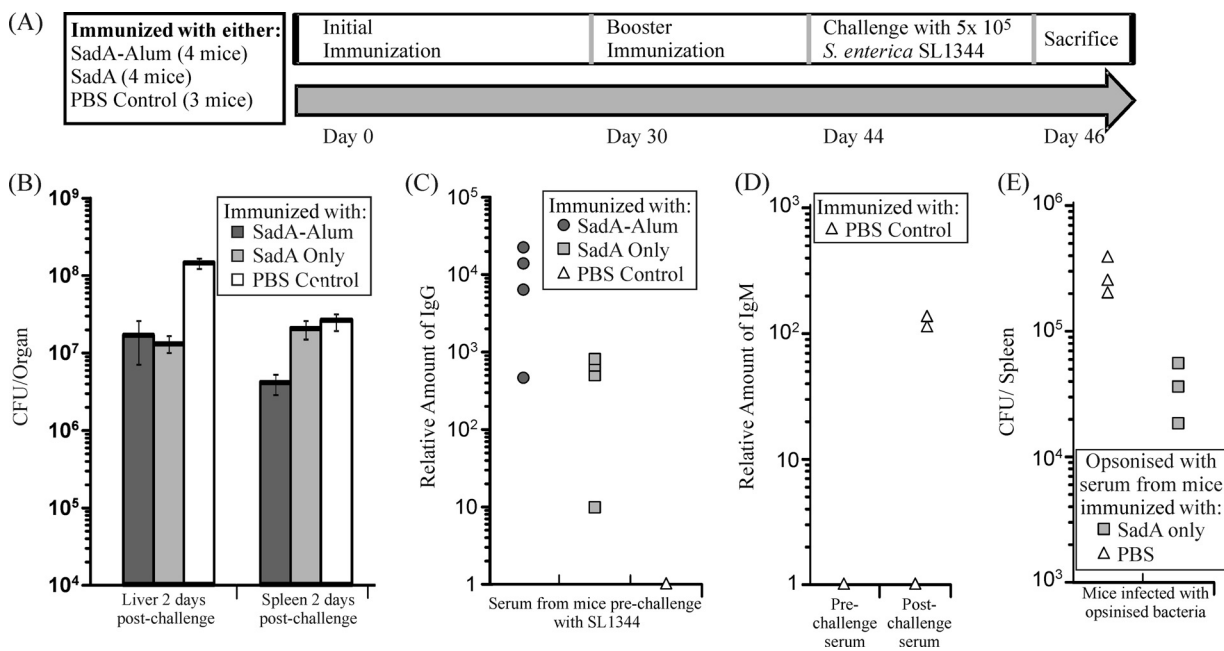 (A)
Immunized with either:
SadA-Alum (4 mice)
SadA (4 mice)
PBS Control (3 mice)
Initial
Immunization
Booster
Immunization
Challenge with 5x 10⁵
S. enterica SL1344
Sacrifice
Day 0
Day 30
Day 44
Day 46
(B)
CFU/Organ
10⁹
10⁸
10⁷
10⁶
10⁵
10⁴
Immunized with:
SadA-Alum
SadA Only
PBS Control
Liver 2 days
post-challenge
Spleen 2 days
post-challenge
(C)
Relative Amount of IgG
10⁵
10⁴
10³
10²
10
1
Immunized with:
SadA-Alum
SadA Only
PBS Control
Serum from mice pre-challenge
with SL1344
(D)
Relative Amount of IgM
10³
10²
10
1
Immunized with:
PBS Control
Pre-
challenge
serum
Post-
challenge
serum
(E)
CFU/ Spleen
10⁶
10⁵
10⁴
10³
Opsonised with
serum from mice
immunized with:
SadA only
PBS
Mice infected with
opsinised bacteria